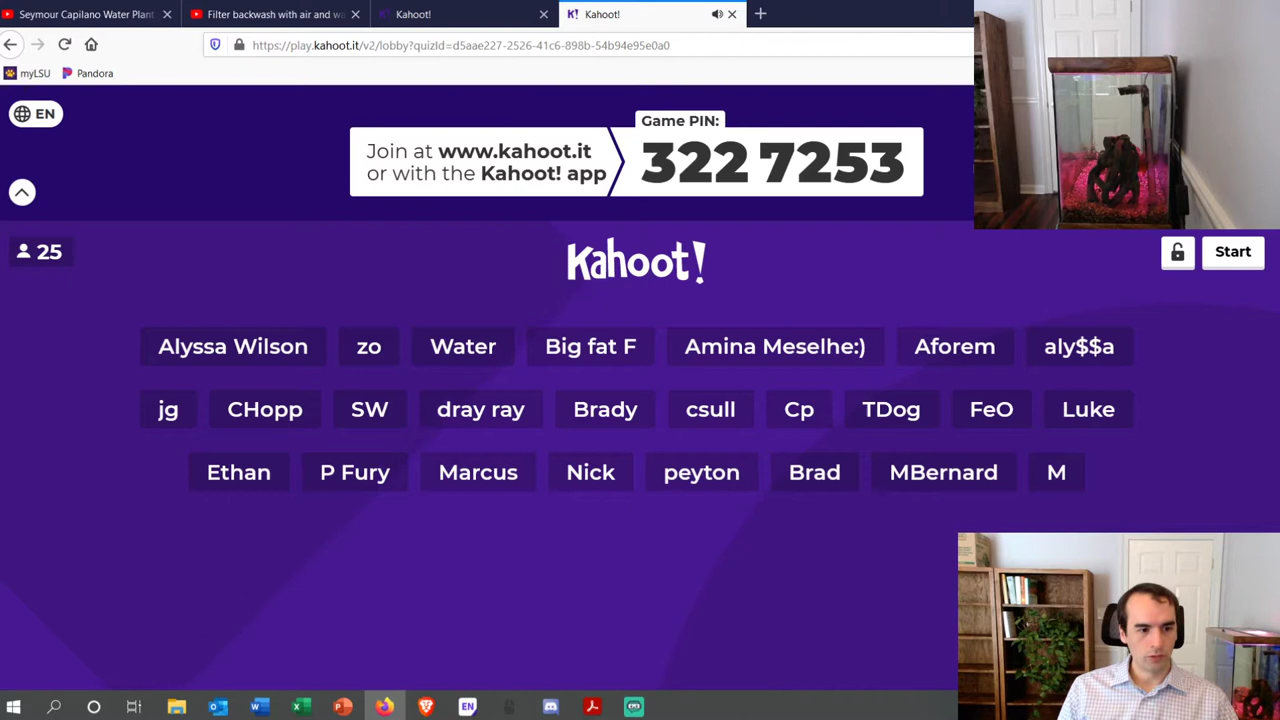 Seymour Capilano Water Plant
Filter backwash with air and wa
Kahoot!
K! Kahoot!
https://play.kahoot.it/v2/lobby?quizId=d5aae227-2526-41c6-898b-54b94e95e0a0
myLSU Pandora
EN
Game PIN:
Join at www.kahoot.it
or with the Kahoot! app
322 7253
25
Kahoot!
Start
Alyssa Wilson zo Water Big fat F Amina Meselhe:) Aforem aly$$a
jg CHopp SW dray ray Brady csull Cp TDog FeO Luke
Ethan P Fury Marcus Nick peyton Brad MBernard M
EN